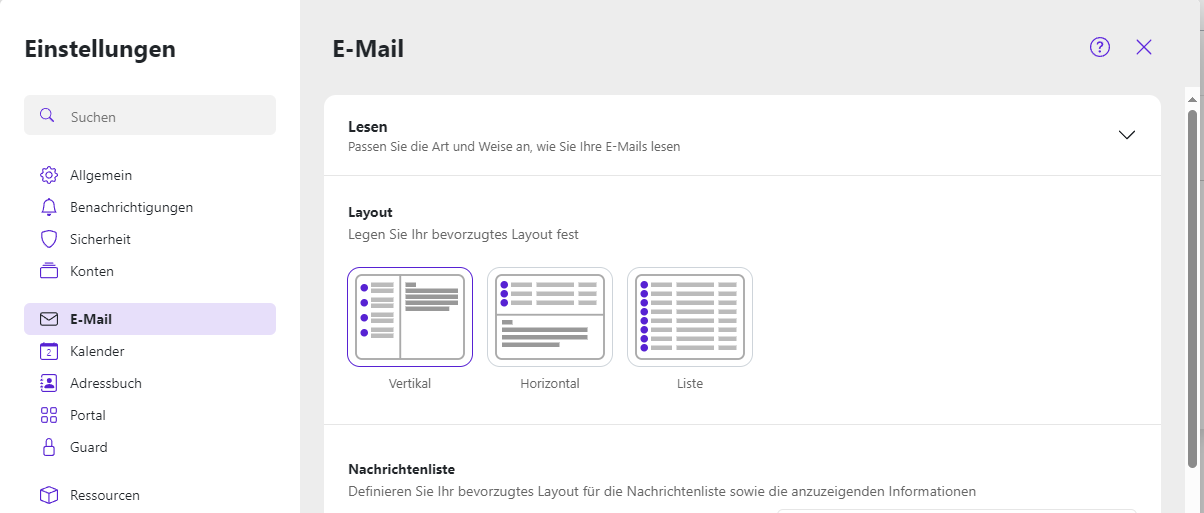 Einstellungen
Suchen
Allgemein
Benachrichtigungen
Sicherheit
Konten
E-Mail
2
Kalender
Adressbuch
Portal
Guard
Ressourcen
E-Mail
?
Lesen
Passen Sie die Art und Weise an, wie Sie Ihre E-Mails lesen
Layout
Legen Sie Ihr bevorzugtes Layout fest
Vertikal
Horizontal
Liste
Nachrichtenliste
Definieren Sie Ihr bevorzugtes Layout für die Nachrichtenliste sowie die anzuzeigenden Informationen